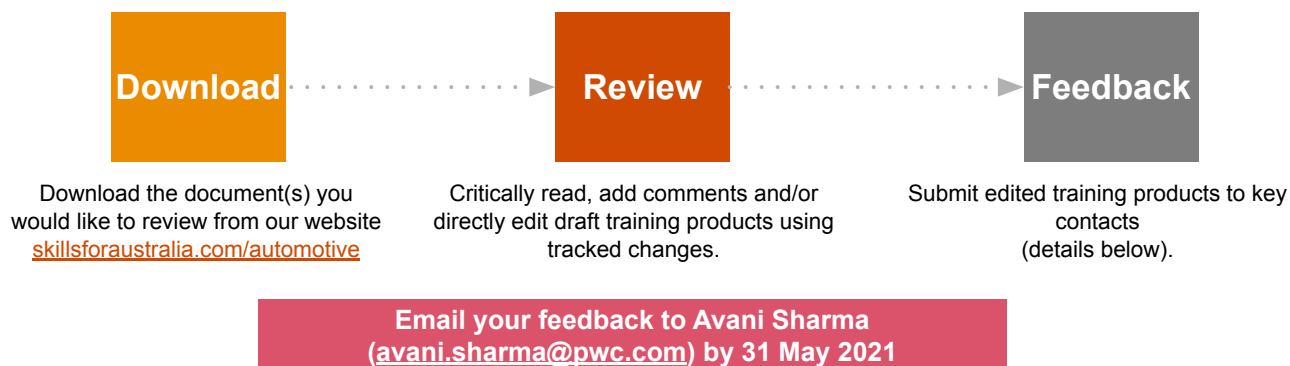 Download
Review
Feedback
Download the document(s) you
would like to review from our website
skillsforaustralia.com/automotive
Critically read, add comments and/or
directly edit draft training products using
tracked changes.
Submit edited training products to key
contacts
(details below).
Email your feedback to Avani Sharma
(avani.sharma@pwc.com) by 31 May 2021